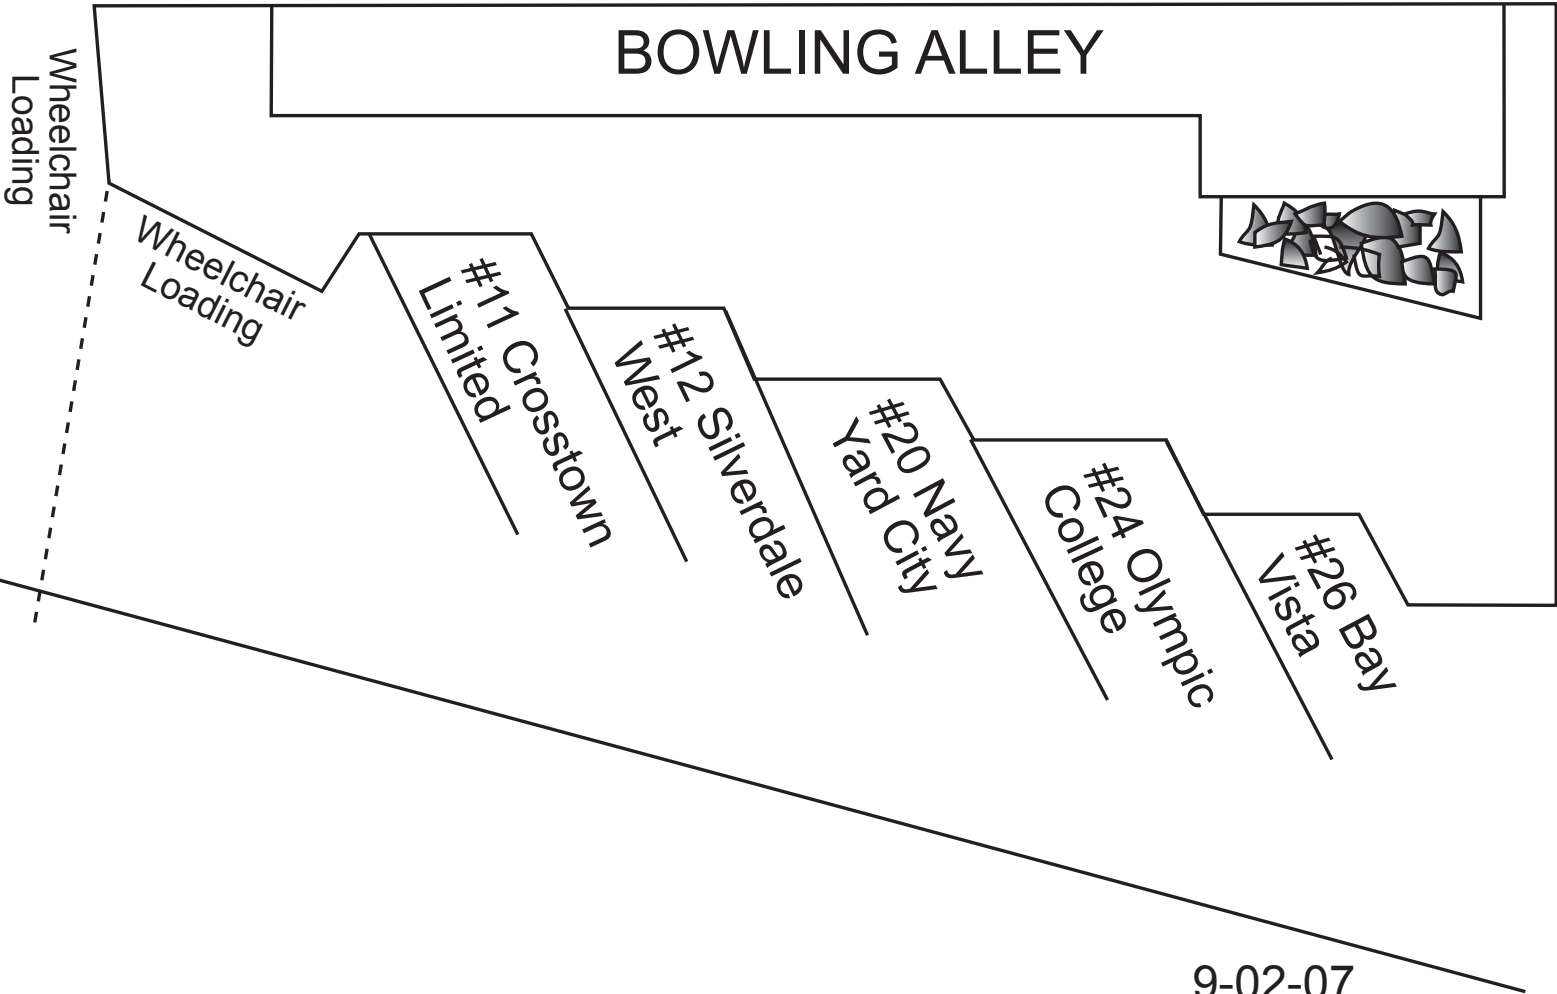 BOWLING ALLEY
Wheelchair
Loading
Wheelchair
Loading
#11 Crosstown
Limited
#12 Silverdale
West
#20 Navy
Yard City
#24 Olympic
College
#26 Bay
Vista
9-02-07